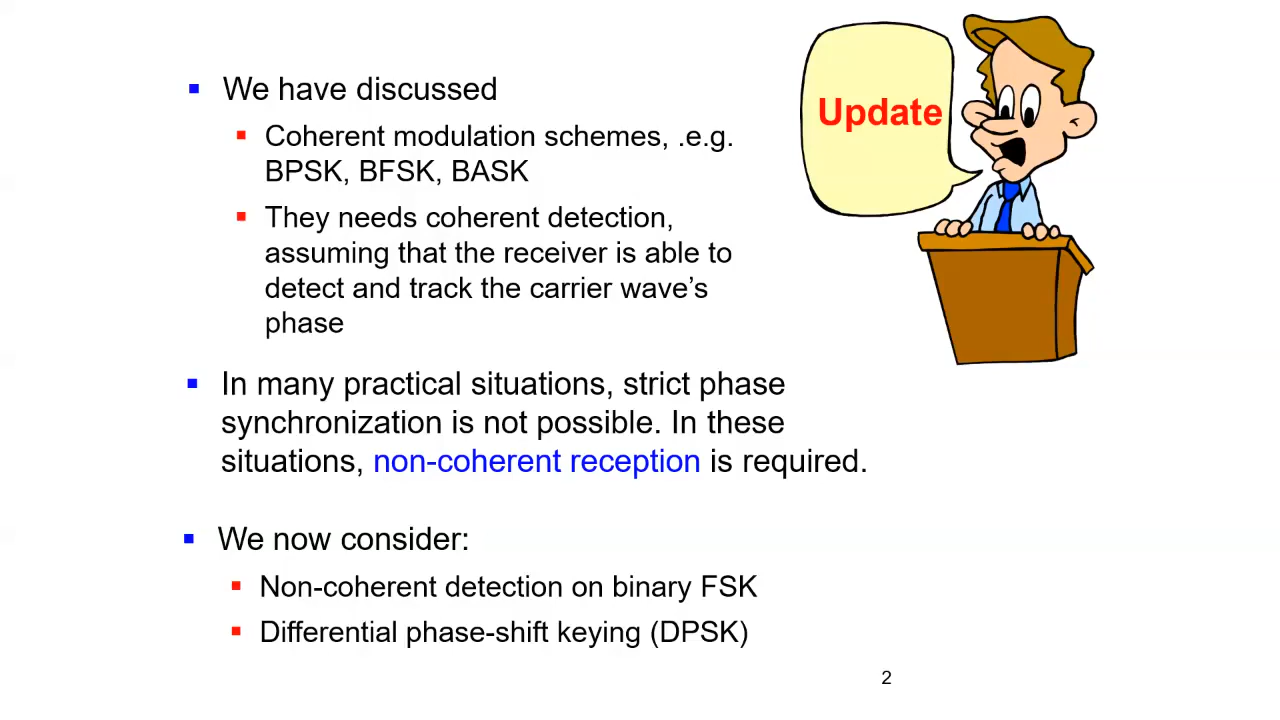 We have discussed
Coherent modulation schemes, .e.g.
BPSK, BFSK, BASK
They needs coherent detection,
assuming that the receiver is able to
detect and track the carrier wave’s
phase
Update
In many practical situations, strict phase
synchronization is not possible. In these
situations, non-coherent reception is required.
We now consider:
Non-coherent detection on binary FSK
Differential phase-shift keying (DPSK)
2